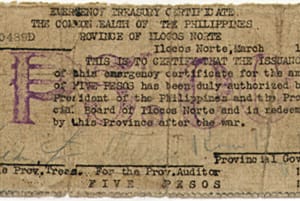 EMERGENCY TREASURY CERTIFICATE
THE COMMONWEALTH OF THE PHILIPPINES
PROVINCE OF ILOCOS NORTE
0489D
Ilocos Norte, March 1
THIS IS TO CERTIFY THAT THE ISSUANC
of this emergency certificate for the am
of FIVE PESOS has been duly authorized b
President of the Philippines and the Pro
cial Board of Ilocos Norte and is redeem
by this Province after the war.
Provincial Gov
e Prov. Treas. For the Prov. Auditor
FIVE PESOS